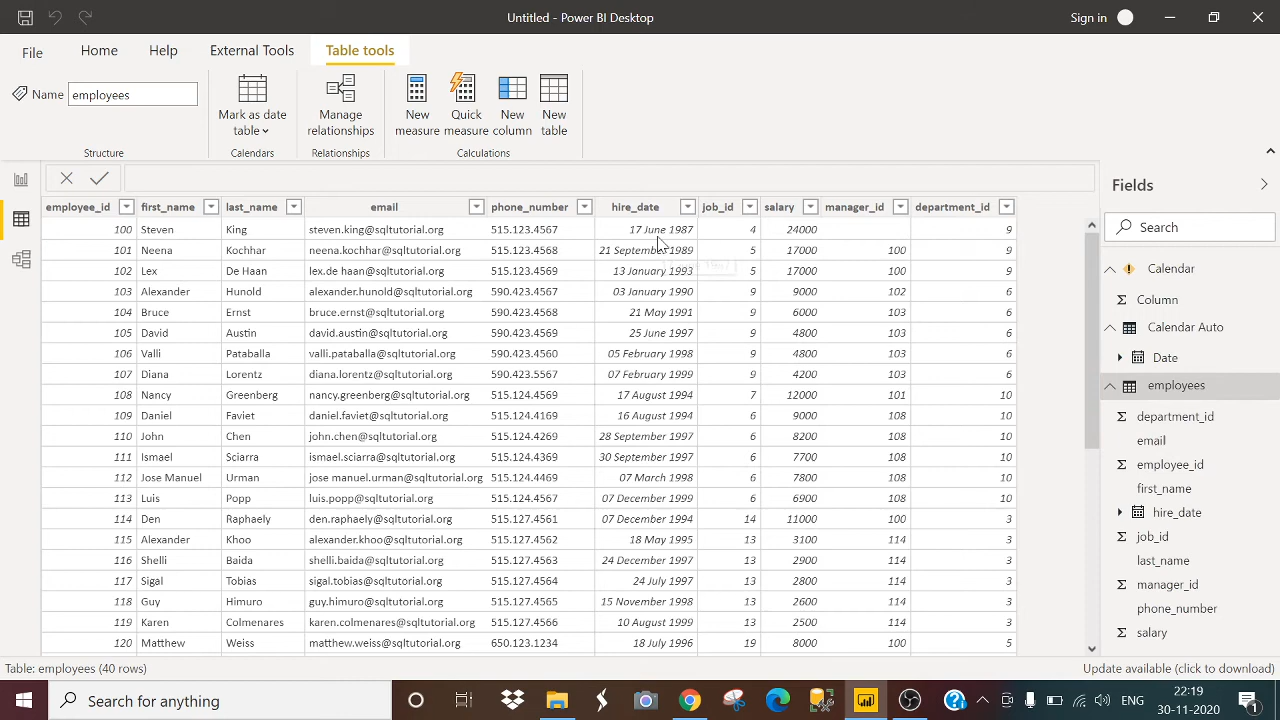 Untitled - Power BI Desktop
Sign in
File
Home
Help
External Tools
Table tools
Name
employees
Mark as date
table
Manage
relationships
New
measure
Quick
measure
New
column
New
table
Structure
Calendars
Relationships
Calculations
employee_id first_name last_name email phone_number hire_date job_id salary manager_id department_id
100 Steven King steven.king@sqltutorial.org 515.123.4567 17 June 1987 4 24000 9
101 Neena Kochhar neena.kochhar@sqltutorial.org 515.123.4568 21 September 1989 5 17000 100 9
102 Lex De Haan lex.de haan@sqltutorial.org 515.123.4569 13 January 1993 5 17000 100 9
103 Alexander Hunold alexander.hunold@sqltutorial.org 590.423.4567 03 January 1990 9 9000 102 6
104 Bruce Ernst bruce.ernst@sqltutorial.org 590.423.4568 21 May 1991 9 6000 103 6
105 David Austin david.austin@sqltutorial.org 590.423.4569 25 June 1997 9 4800 103 6
106 Valli Pataballa valli.pataballa@sqltutorial.org 590.423.4560 05 February 1998 9 4800 103 6
107 Diana Lorentz diana.lorentz@sqltutorial.org 590.423.5567 07 February 1999 9 4200 103 6
108 Nancy Greenberg nancy.greenberg@sqltutorial.org 515.124.4569 17 August 1994 7 12000 101 10
109 Daniel Faviet daniel.faviet@sqltutorial.org 515.124.4169 16 August 1994 6 9000 108 10
110 John Chen john.chen@sqltutorial.org 515.124.4269 28 September 1997 6 8200 108 10
111 Ismael Sciarra ismael.sciarra@sqltutorial.org 515.124.4369 30 September 1997 6 7700 108 10
112 Jose Manuel Urman jose manuel.urman@sqltutorial.org 515.124.4469 07 March 1998 6 7800 108 10
113 Luis Popp luis.popp@sqltutorial.org 515.124.4567 07 December 1999 6 6900 108 10
114 Den Raphaely den.raphaely@sqltutorial.org 515.127.4561 07 December 1994 14 11000 100 3
115 Alexander Khoo alexander.khoo@sqltutorial.org 515.127.4562 18 May 1995 13 3100 114 3
116 Shelli Baida shelli.baida@sqltutorial.org 515.127.4563 24 December 1997 13 2900 114 3
117 Sigal Tobias sigal.tobias@sqltutorial.org 515.127.4564 24 July 1997 13 2800 114 3
118 Guy Himuro guy.himuro@sqltutorial.org 515.127.4565 15 November 1998 13 2600 114 3
119 Karen Colmenares karen.colmenares@sqltutorial.org 515.127.4566 10 August 1999 13 2500 114 3
120 Matthew Weiss matthew.weiss@sqltutorial.org 650.123.1234 18 July 1996 19 8000 100 5
Fields
Search
Calendar
Column
Calendar Auto
Date
employees
department_id
email
employee_id
first_name
hire_date
job_id
last_name
manager_id
phone_number
salary
Table: employees (40 rows)
Update available (click to download)
Search for anything
ENG
22:19
30-11-2020
1